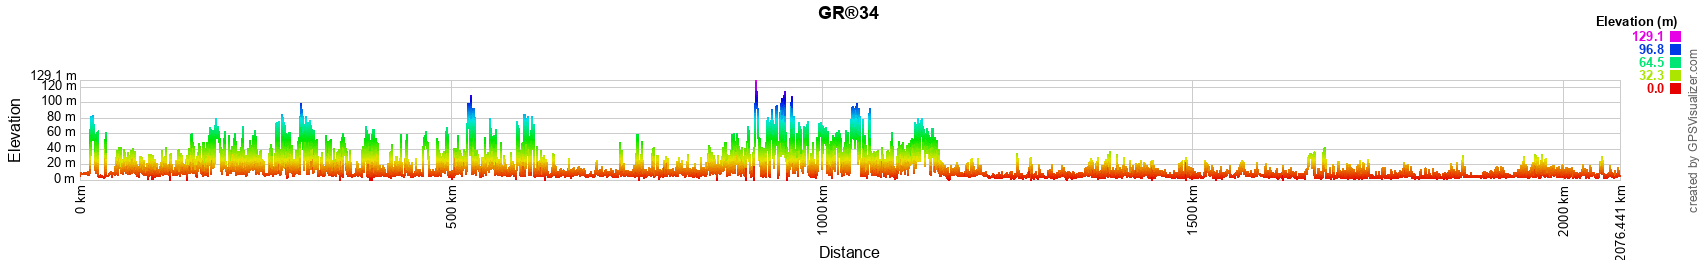 GR®34
Elevation (m)
129.1
96.8
64.5
32.3
0.0
129.1 m
120 m
100 m
80 m
60 m
40 m
20 m
0 m
Elevation
0 km
500 km
1000 km
1500 km
2000 km
2076.441 km
Distance
created by GPSVisualizer.com